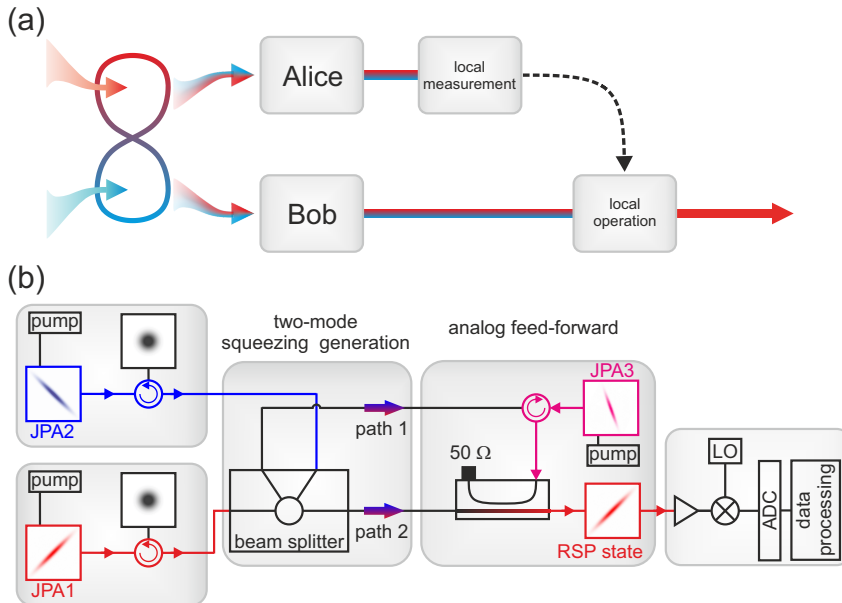 (a)
Alice
local
measurement
Bob
local
operation
(b)
pump
JPA2
two-mode
squeezing generation
analog feed-forward
JPA3
pump
path 1
50 Ω
LO
ADC
data
processing
pump
JPA1
beam splitter
path 2
RSP state